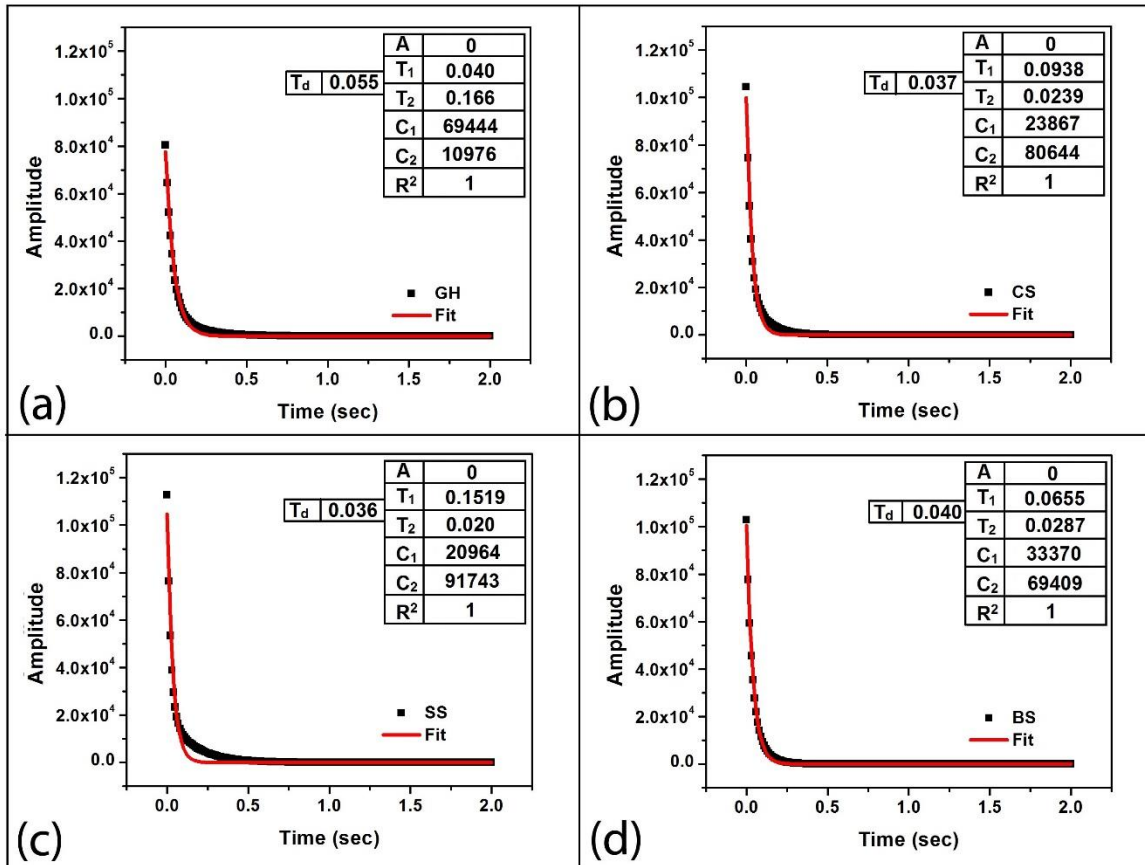 1.2x10⁵
1.0x10⁵
8.0x10⁴
6.0x10⁴
4.0x10⁴
2.0x10⁴
0.0
Amplitude
A 0
T₁ 0.040
T₂ 0.166
C₁ 69444
C₂ 10976
R² 1
T_d 0.055
GH
Fit
0.0 0.5 1.0 1.5 2.0
Time (sec)
(a)
1.2x10⁵
1.0x10⁵
8.0x10⁴
6.0x10⁴
4.0x10⁴
2.0x10⁴
0.0
Amplitude
A 0
T₁ 0.0938
T₂ 0.0239
C₁ 23867
C₂ 80644
R² 1
T_d 0.037
CS
Fit
0.0 0.5 1.0 1.5 2.0
Time (sec)
(b)
1.2x10⁵
1.0x10⁵
8.0x10⁴
6.0x10⁴
4.0x10⁴
2.0x10⁴
0.0
Amplitude
A 0
T₁ 0.1519
T₂ 0.020
C₁ 20964
C₂ 91743
R² 1
T_d 0.036
SS
Fit
0.0 0.5 1.0 1.5 2.0
Time (sec)
(c)
1.2x10⁵
1.0x10⁵
8.0x10⁴
6.0x10⁴
4.0x10⁴
2.0x10⁴
0.0
Amplitude
A 0
T₁ 0.0655
T₂ 0.0287
C₁ 33370
C₂ 69409
R² 1
T_d 0.040
BS
Fit
0.0 0.5 1.0 1.5 2.0
Time (sec)
(d)